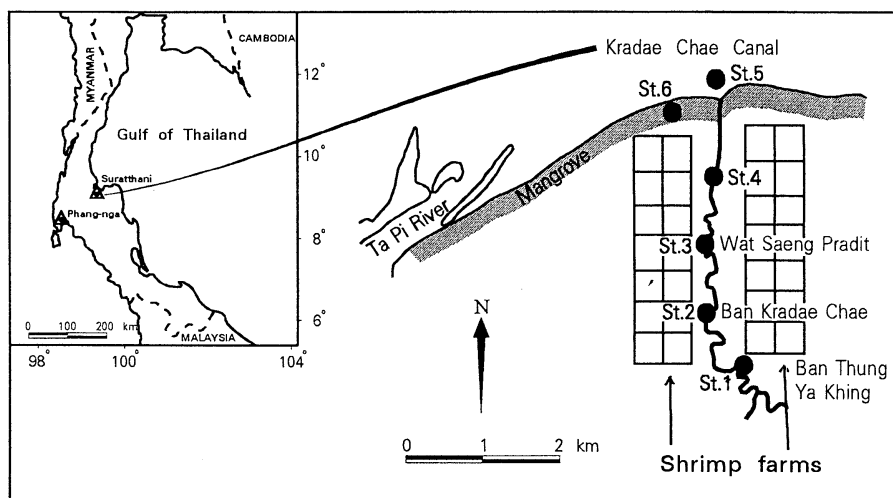 MYANMAR
CAMBODIA
Gulf of Thailand
Suratthani
Phang-nga
MALAYSIA
0 100 200 km
12°
10°
8°
6°
98° 100 104
Kradae Chae Canal
St.5
St.6
St.4
Mangrove
Ta Pi River
St.3 Wat Saeng Pradit
St.2 Ban Kradae Chae
St.1 Ban Thung
Ya Khing
N
0 1 2 km
Shrimp farms